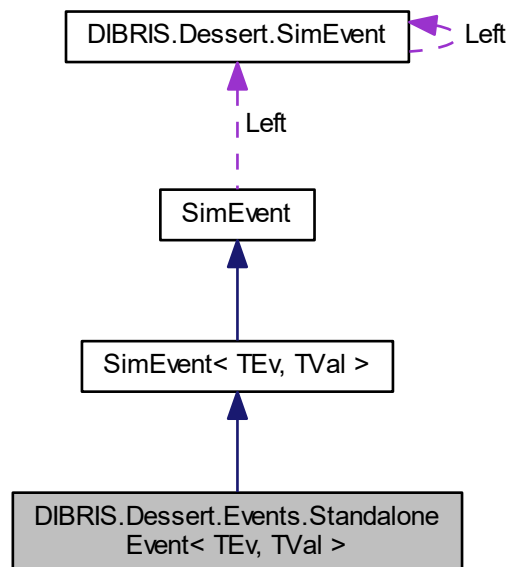 DIBRIS.Dessert.SimEvent
Left
Left
SimEvent
SimEvent< TEv, TVal >
DIBRIS.Dessert.Events.Standalone
Event< TEv, TVal >